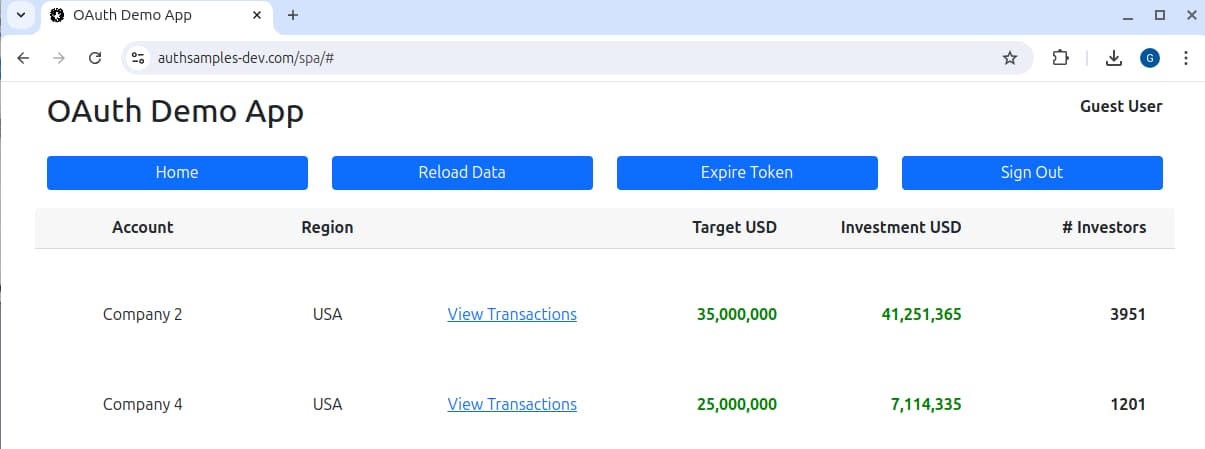 OAuth Demo App
authsamples-dev.com/spa/#
G
OAuth Demo App Guest User
Home Reload Data Expire Token Sign Out
Account Region Target USD Investment USD # Investors
Company 2 USA View Transactions 35,000,000 41,251,365 3951
Company 4 USA View Transactions 25,000,000 7,114,335 1201